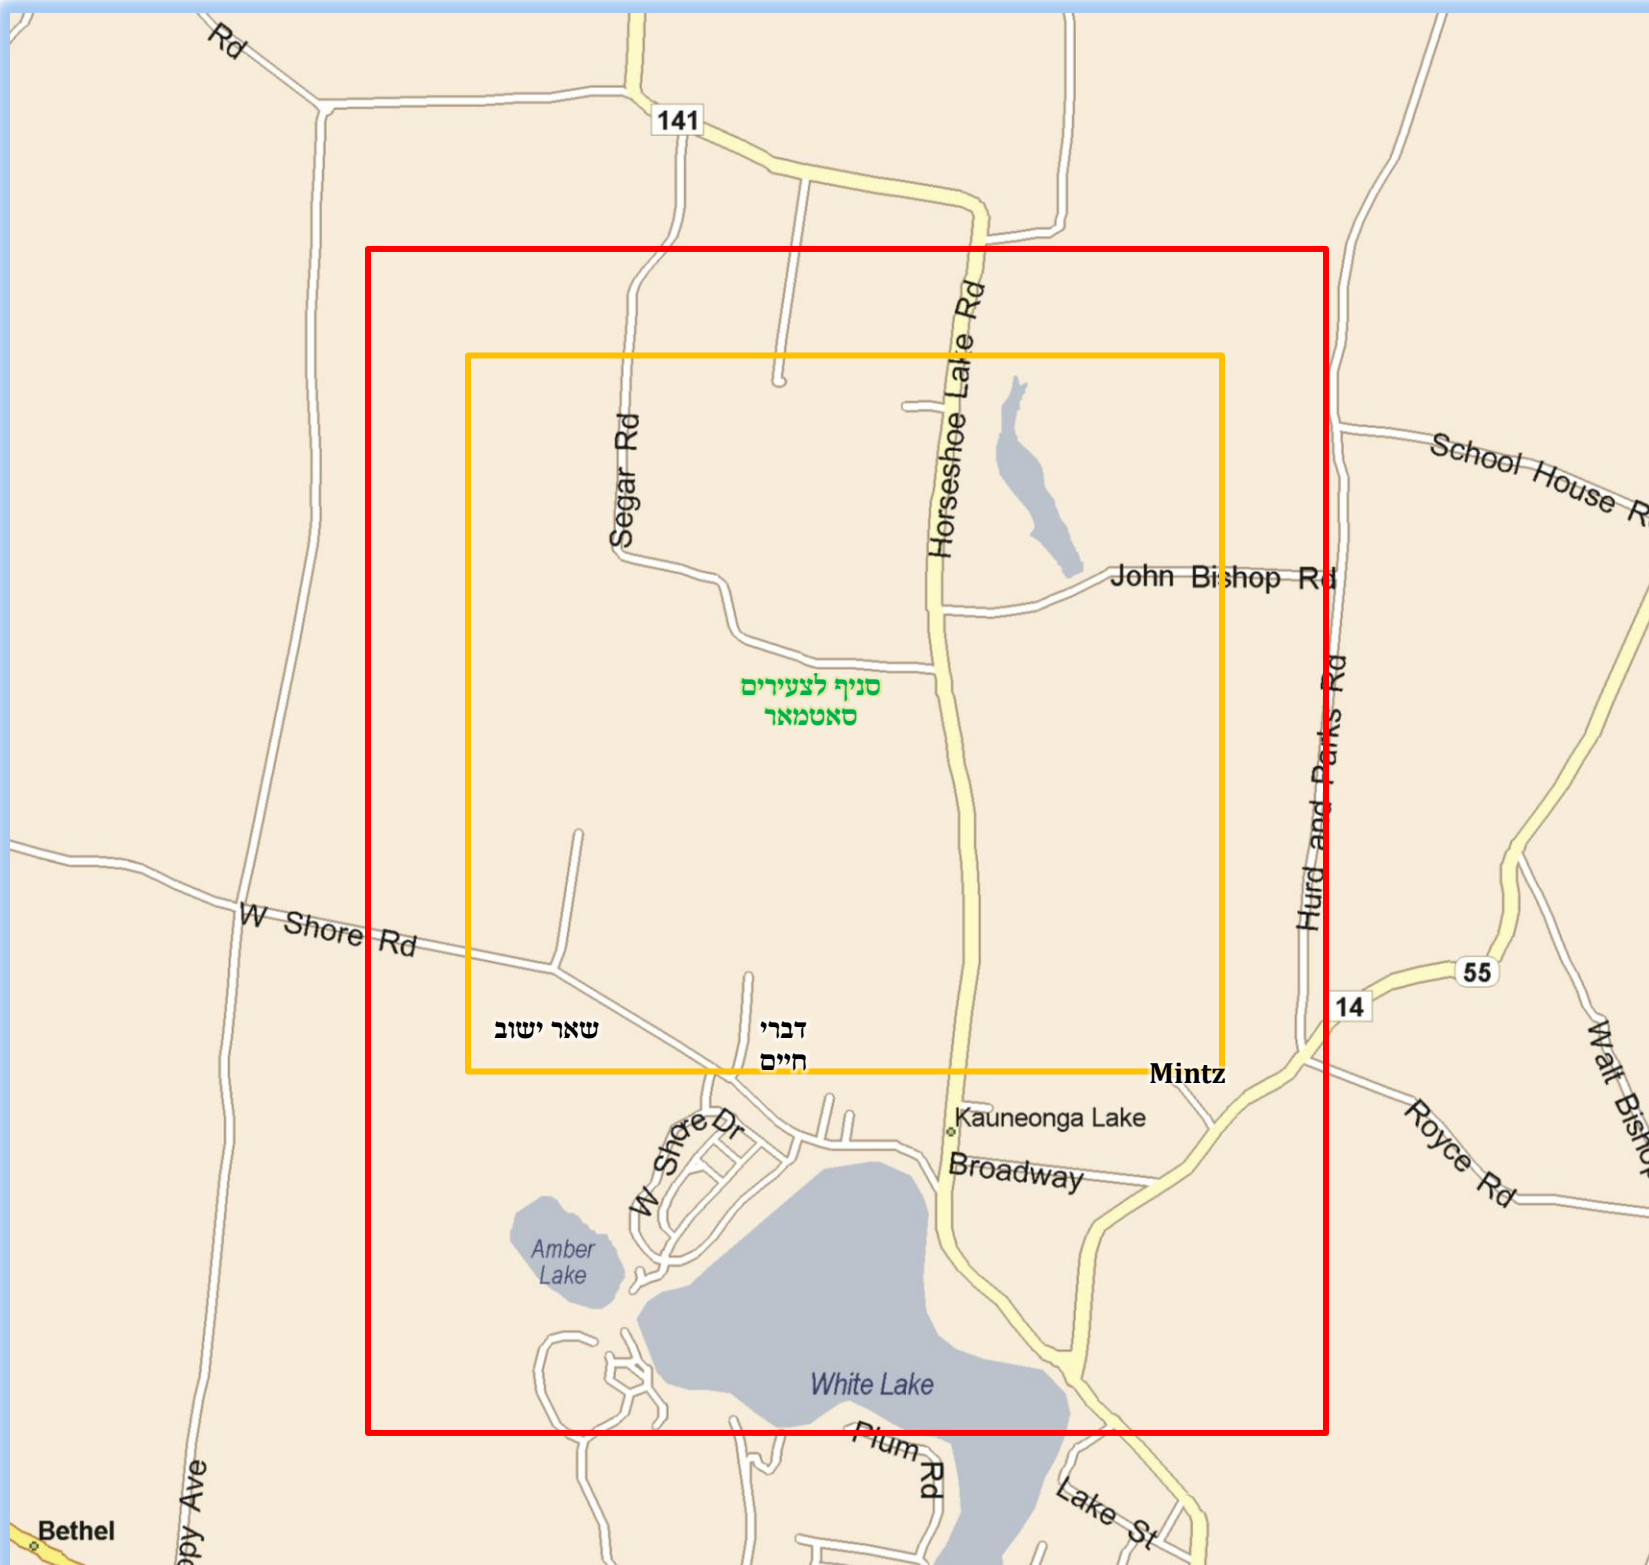 Rd
141
Horseshoe Lake Rd
Segar Rd
School House R
John Bishop Rd
סניף לצעירים
סאטמאר
Hurd and Parks Rd
W Shore Rd
55
14
שאר ישוב
דברי
חיים
Mintz
Walt Bishop
Kauneonga Lake
W Shore Dr
Broadway
Royce Rd
Amber
Lake
White Lake
Plum Rd
Lake St
ppy Ave
Bethel